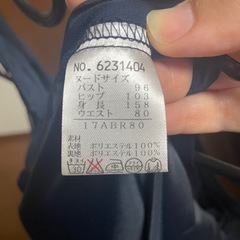 NO. 6231404
ヌードサイズ
バスト 96
ヒップ 103
身長 158
ウエスト 80
17ABR80
素材
表地 ポリエステル100%
裏地 ポリエステル100%